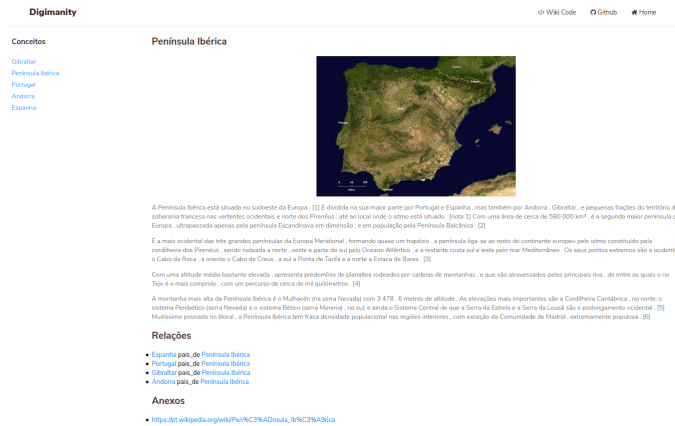 Digimanity
</> Wiki Code
Github
Home
Conceitos
Gibraltar
Península Ibérica
Portugal
Andorra
Espanha
Península Ibérica
A Península Ibérica está situada no sudoeste da Europa . [1] É dividida na sua maior parte por Portugal e Espanha , mas também por Andorra , Gibraltar , e pequenas frações do território d
soberania francesa nas vertentes ocidentais e norte dos Pirenéus , até ao local onde o istmo está situado . [nota 1] Com uma área de cerca de 580 000 km² , é a segunda maior península d
Europa , ultrapassada apenas pela península Escandinava em dimensão , e em população pela Península Balcânica . [2]
É a mais ocidental das três grandes penínsulas da Europe Meridional , formando quase um trapézio , a península liga-se ao resto do continente europeu pelo istmo constituído pela
cordilheira dos Pirenéus , sendo rodeada a norte , oeste e parte do sul pelo Oceano Atlântico , e a restante costa sul e leste pelo mar Mediterrâneo . Os seus pontos extremos são a ocident
o Cabo da Roca , a oriente o Cabo de Creus , a sul a Ponta de Tarifa e a norte a Estaca de Bares . [3]
Com uma altitude média bastante elevada , apresenta predomínio de planaltos rodeados por cadeias de montanhas , e que são atravessados pelos principais rios , de entre os quais o rio
Tejo é o mais comprido , com um percurso de cerca de mil quilómetros . [4]
A montanha mais alta da Península Ibérica é o Mulhacén (na serra Nevada) com 3 478 , 6 metros de altitude . As elevações mais importantes são a Cordilheira Cantábrica , no norte; o
sistema Penibético (serra Nevada) e o sistema Bético (serra Morena) , no sul; e ainda o Sistema Central de que a Serra da Estrela e a Serra da Lousã são o prolongamento ocidental . [5]
Muitíssimo povoada no litoral , a Península Ibérica tem fraca densidade populacional nas regiões interiores , com exceção da Comunidade de Madrid , extremamente populosa . [6]
Relações
Espanha pais_de Península Ibérica
Portugal pais_de Península Ibérica
Gibraltar pais_de Península Ibérica
Andorra pais_de Península Ibérica
Anexos
https://pt.wikipedia.org/wiki/Pen%C3%ADnsula_Ib%C3%A9rica